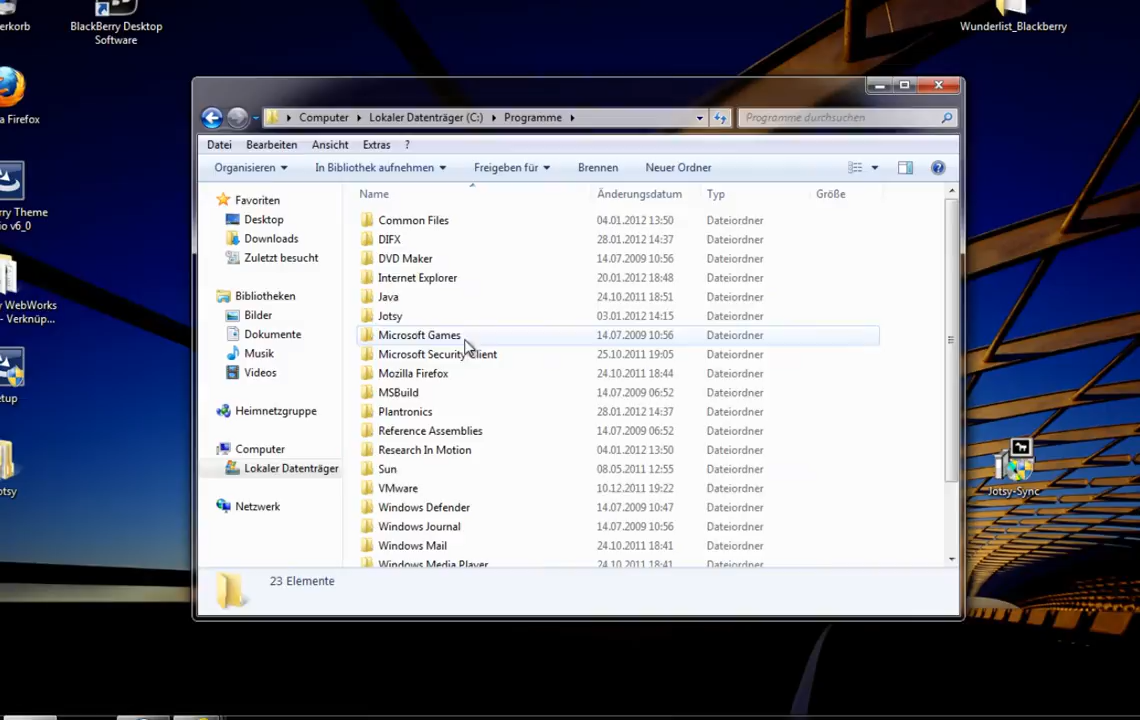 erkorb
BlackBerry Desktop
Software
Wunderlist_Blackberry
a Firefox
rry Theme
io v6_0
r WebWorks
- Verknüp...
etup
otsy
Jotsy-Sync
Computer Lokaler Datenträger (C:) Programme
Programme durchsuchen
Datei Bearbeiten Ansicht Extras ?
Organisieren In Bibliothek aufnehmen Freigeben für Brennen Neuer Ordner
Favoriten
Desktop
Downloads
Zuletzt besucht
Bibliotheken
Bilder
Dokumente
Musik
Videos
Heimnetzgruppe
Computer
Lokaler Datenträger
Netzwerk
Name Änderungsdatum Typ Größe
Common Files 04.01.2012 13:50 Dateiordner
DIFX 28.01.2012 14:37 Dateiordner
DVD Maker 14.07.2009 10:56 Dateiordner
Internet Explorer 20.01.2012 18:48 Dateiordner
Java 24.10.2011 18:51 Dateiordner
Jotsy 03.01.2012 14:15 Dateiordner
Microsoft Games 14.07.2009 10:56 Dateiordner
Microsoft Security Client 25.10.2011 19:05 Dateiordner
Mozilla Firefox 24.10.2011 18:44 Dateiordner
MSBuild 14.07.2009 06:52 Dateiordner
Plantronics 28.01.2012 14:37 Dateiordner
Reference Assemblies 14.07.2009 06:52 Dateiordner
Research In Motion 04.01.2012 13:50 Dateiordner
Sun 08.05.2011 12:55 Dateiordner
VMware 10.12.2011 19:22 Dateiordner
Windows Defender 14.07.2009 10:47 Dateiordner
Windows Journal 14.07.2009 10:56 Dateiordner
Windows Mail 24.10.2011 18:41 Dateiordner
Windows Media Player 24.10.2011 18:41 Dateiordner
23 Elemente